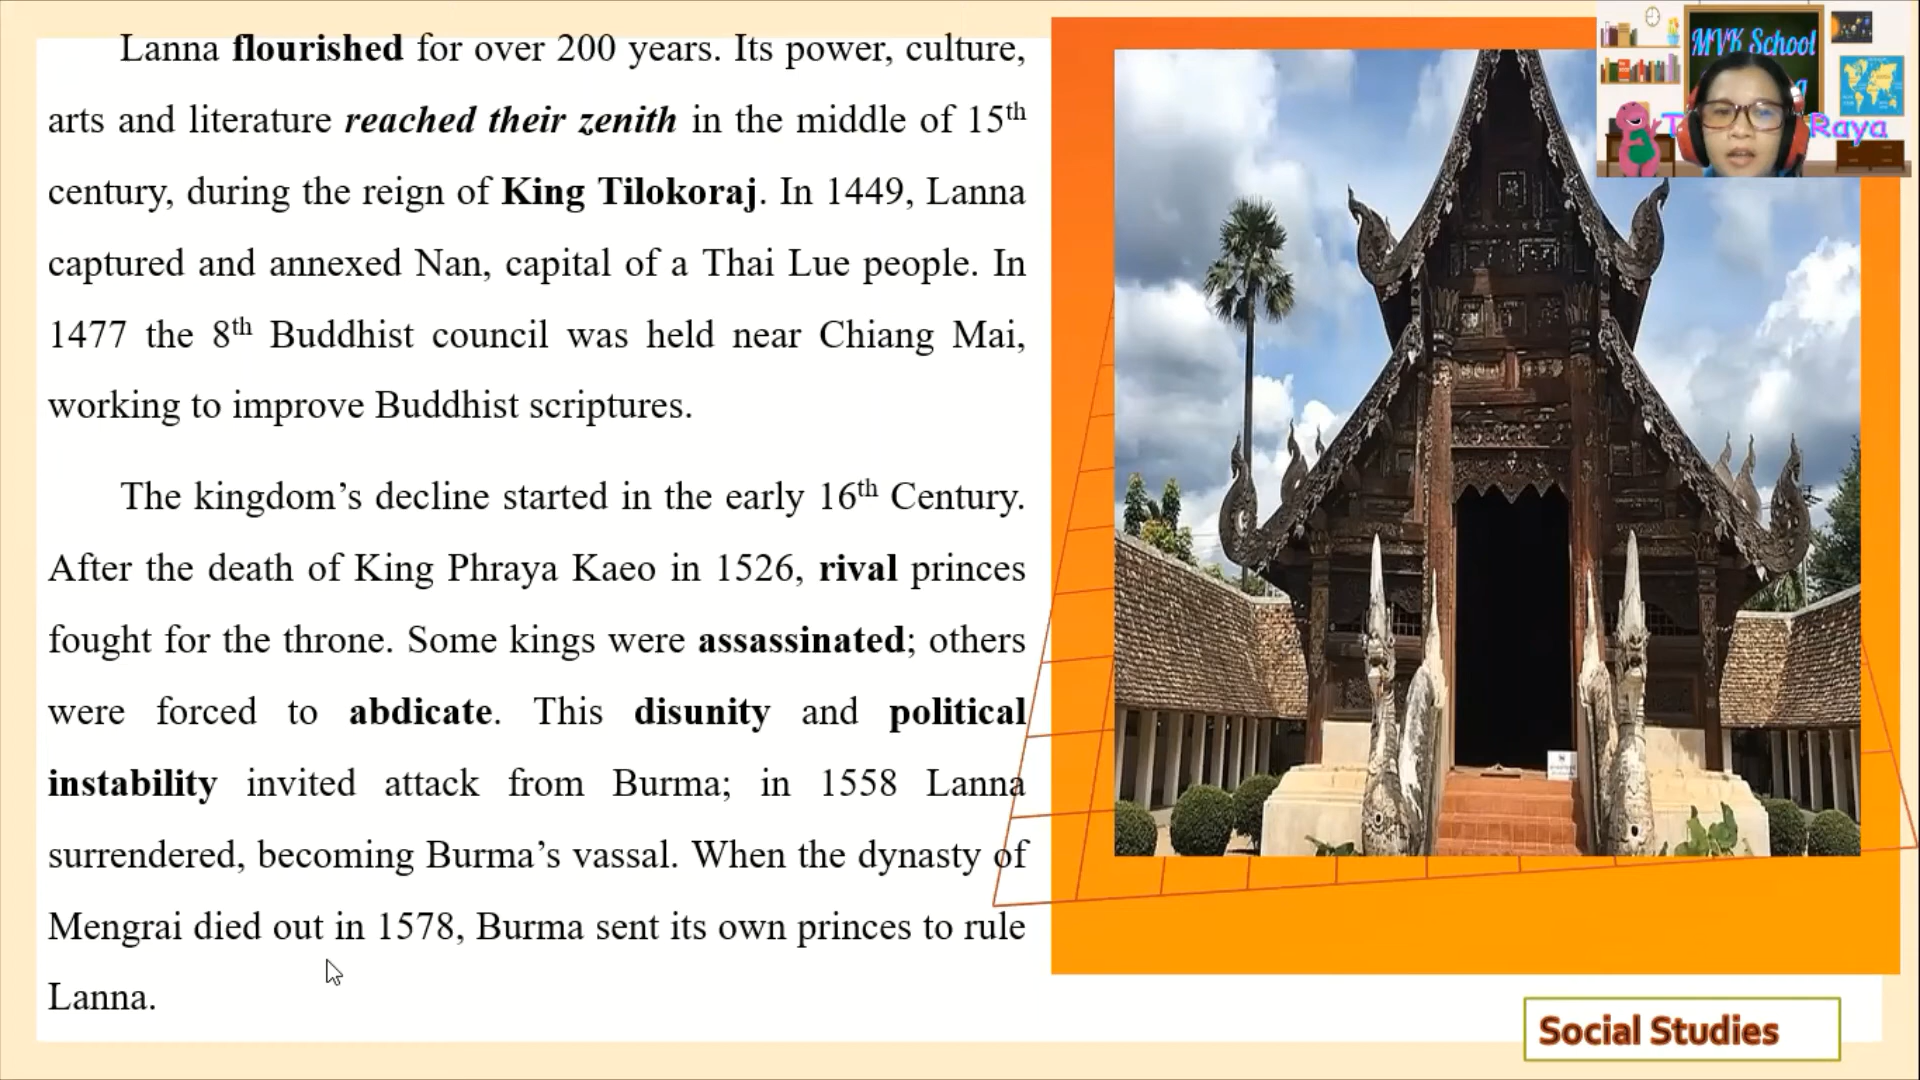 Lanna flourished for over 200 years. Its power, culture,
arts and literature reached their zenith in the middle of 15th
century, during the reign of King Tilokoraj. In 1449, Lanna
captured and annexed Nan, capital of a Thai Lue people. In
1477 the 8th Buddhist council was held near Chiang Mai,
working to improve Buddhist scriptures.
The kingdom’s decline started in the early 16th Century.
After the death of King Phraya Kaeo in 1526, rival princes
fought for the throne. Some kings were assassinated; others
were forced to abdicate. This disunity and political
instability invited attack from Burma; in 1558 Lanna
surrendered, becoming Burma’s vassal. When the dynasty of
Mengrai died out in 1578, Burma sent its own princes to rule
Lanna.
MVK School
Raya
Social Studies